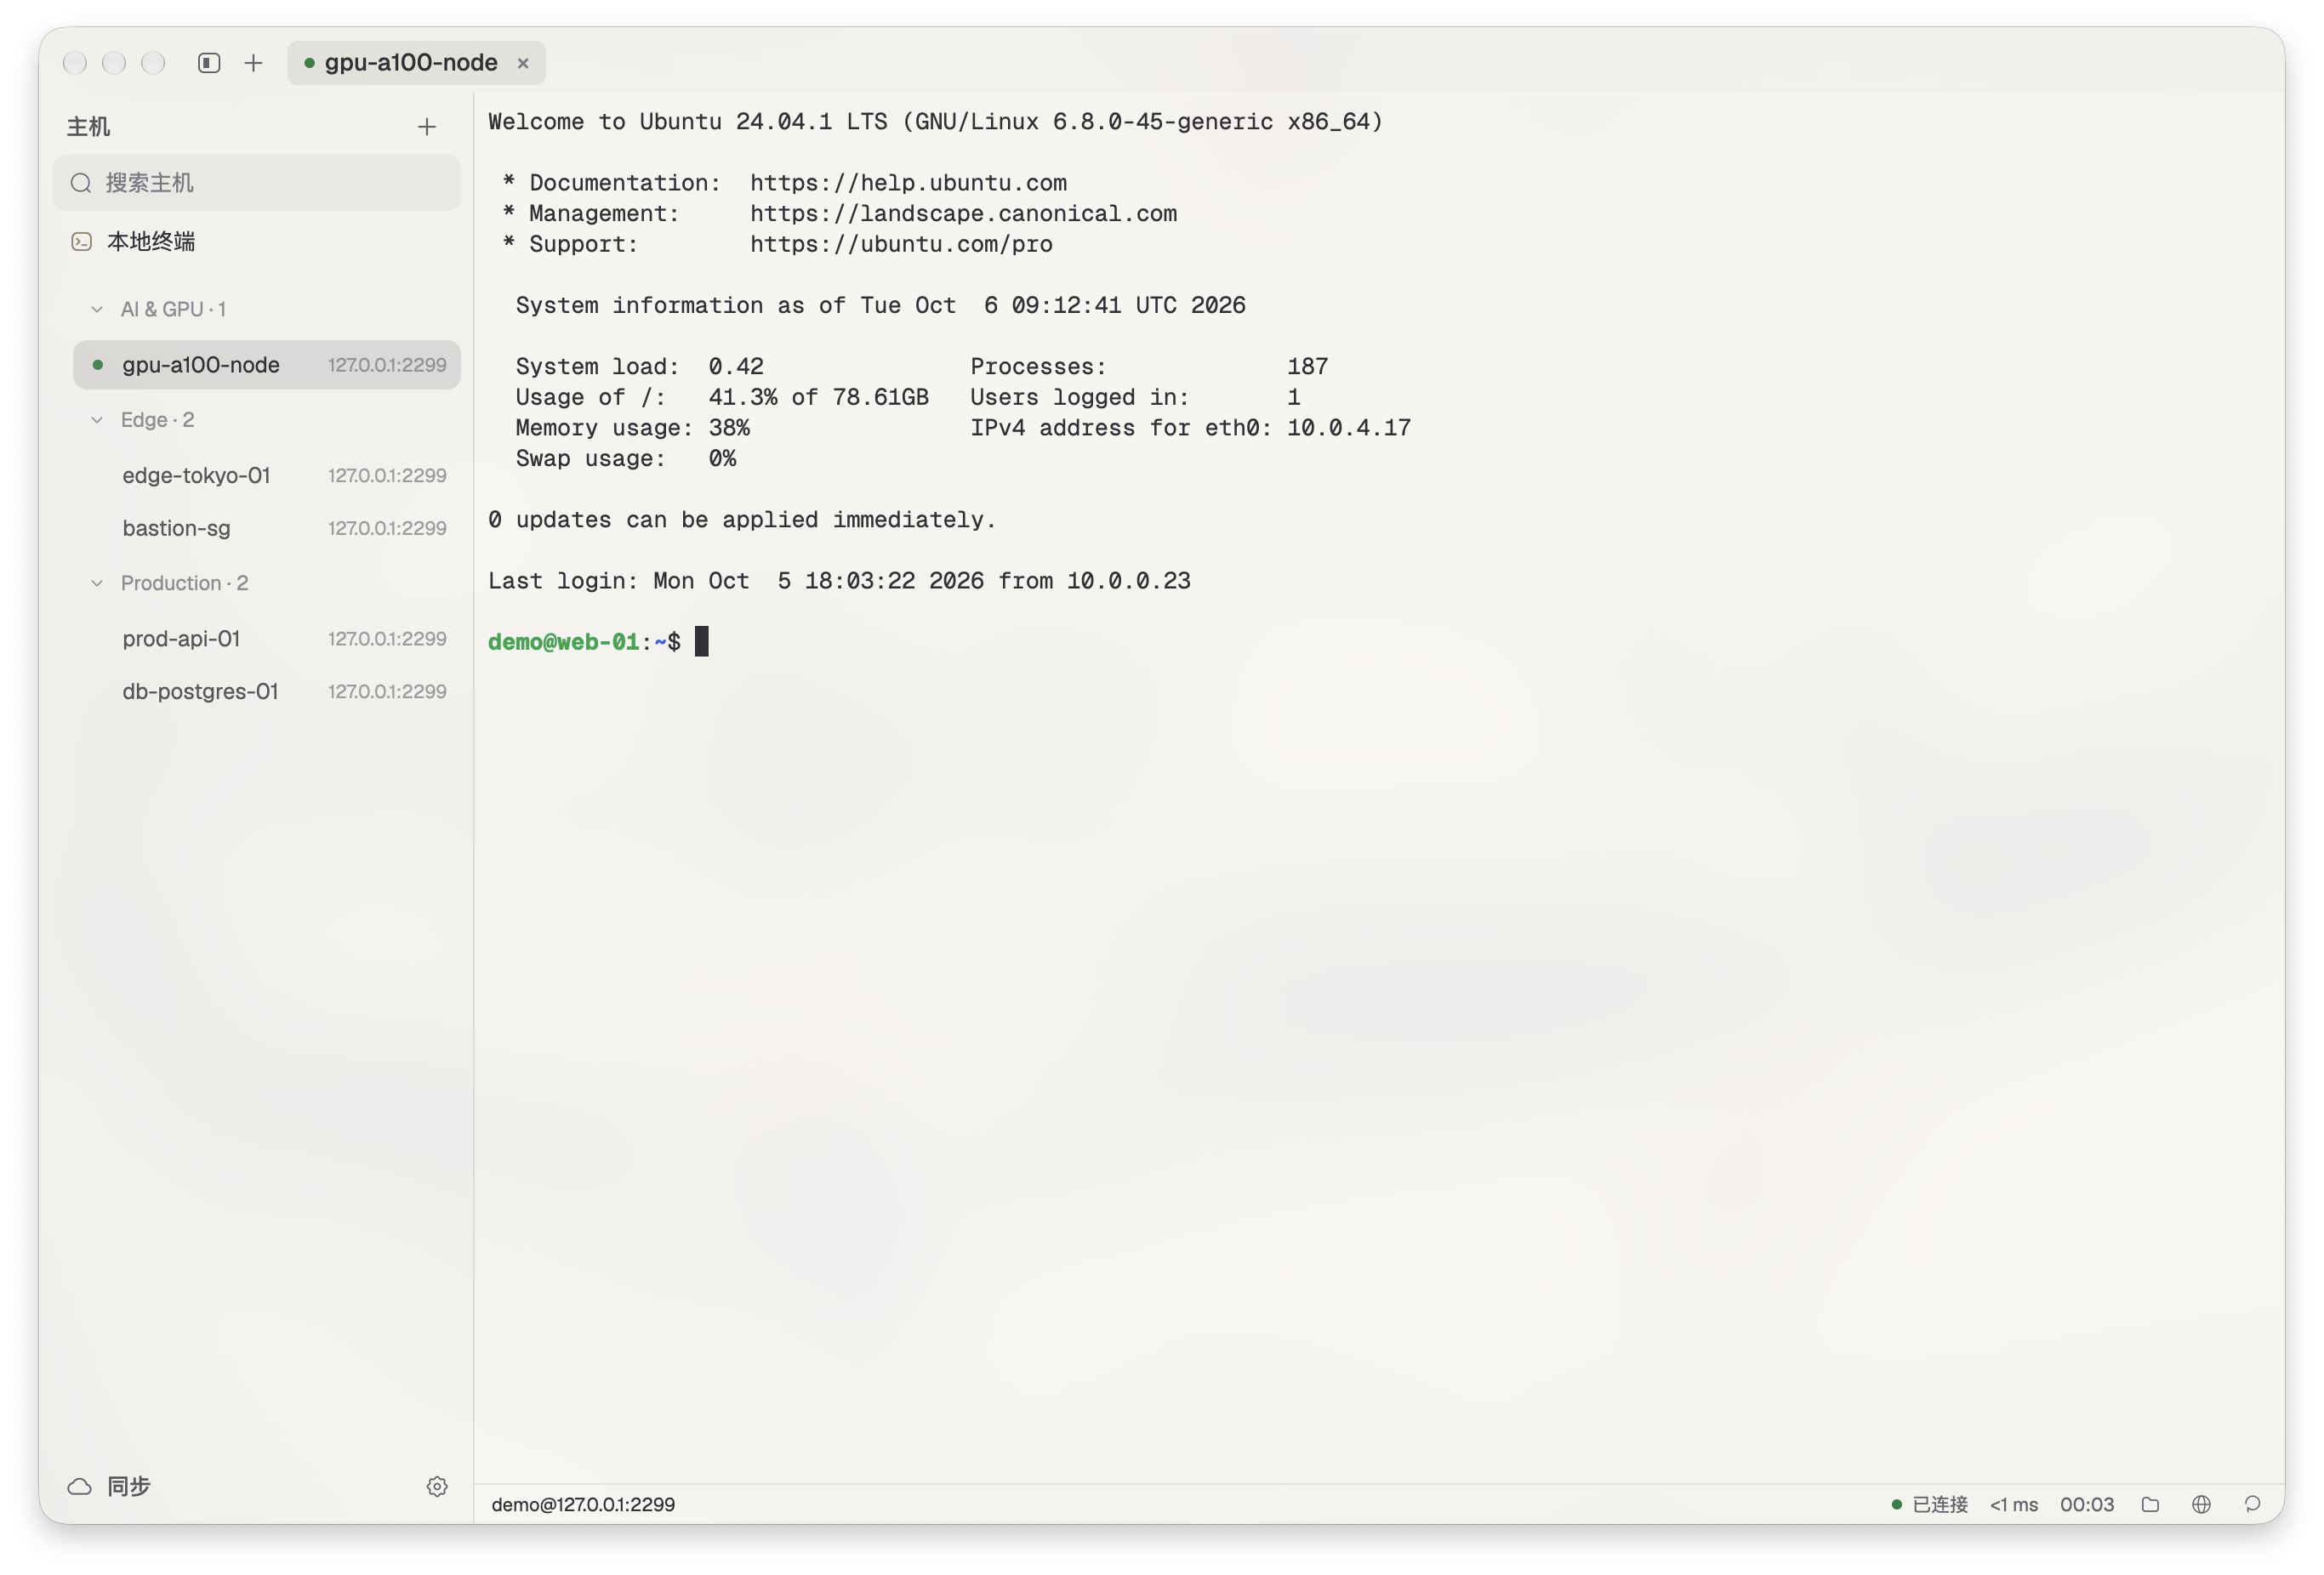 gpu-a100-node
主机
搜索主机
本地终端
AI & GPU · 1
gpu-a100-node 127.0.0.1:2299
Edge · 2
edge-tokyo-01 127.0.0.1:2299
bastion-sg 127.0.0.1:2299
Production · 2
prod-api-01 127.0.0.1:2299
db-postgres-01 127.0.0.1:2299
同步
Welcome to Ubuntu 24.04.1 LTS (GNU/Linux 6.8.0-45-generic x86_64)
* Documentation:  https://help.ubuntu.com
* Management:     https://landscape.canonical.com
* Support:        https://ubuntu.com/pro
System information as of Tue Oct  6 09:12:41 UTC 2026
System load:  0.42               Processes:             187
Usage of /:   41.3% of 78.61GB   Users logged in:       1
Memory usage: 38%                IPv4 address for eth0: 10.0.4.17
Swap usage:   0%
0 updates can be applied immediately.
Last login: Mon Oct  5 18:03:22 2026 from 10.0.0.23
demo@web-01:~$
demo@127.0.0.1:2299
已连接 <1 ms 00:03